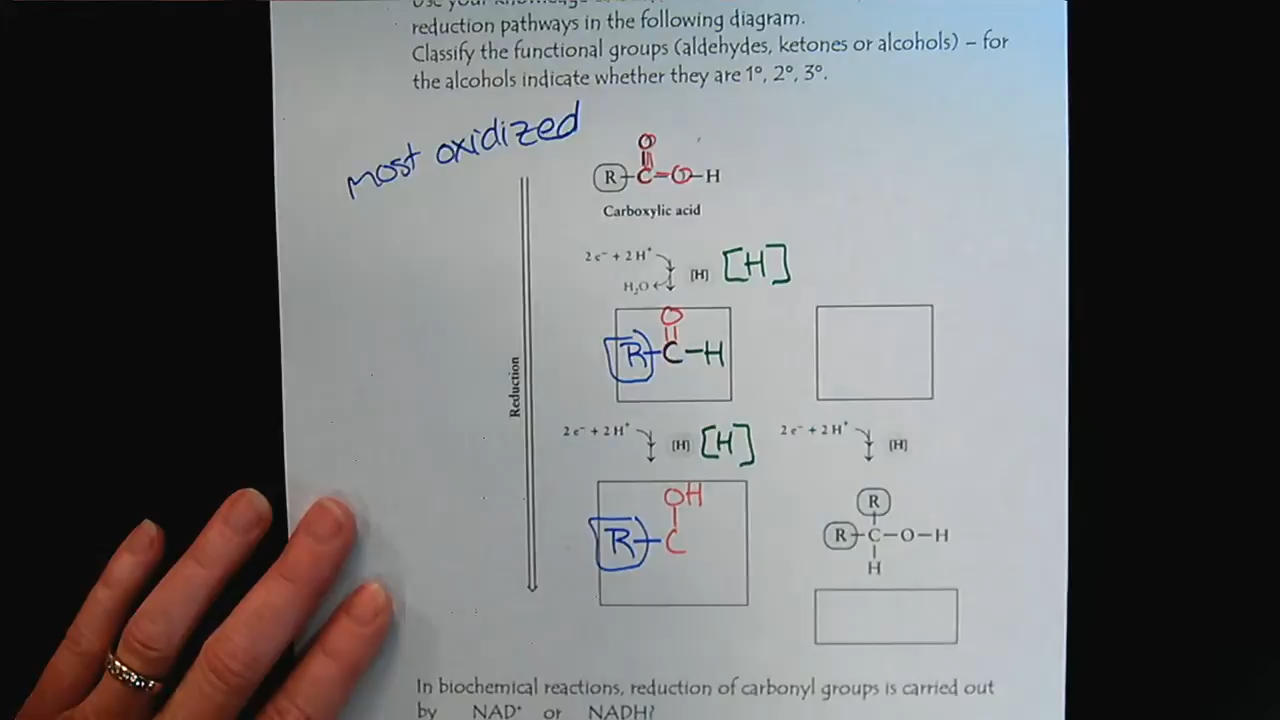 reduction pathways in the following diagram.
Classify the functional groups (aldehydes, ketones or alcohols) – for
the alcohols indicate whether they are 1°, 2°, 3°.
most oxidized
O
R C O H
Carboxylic acid
2 e⁻ + 2 H⁺
[H] [H]
H₂O
O
R C H
Reduction
2 e⁻ + 2 H⁺ [H] [H]
2 e⁻ + 2 H⁺ [H]
OH
R C
R
R C O H
H
In biochemical reactions, reduction of carbonyl groups is carried out
by NAD⁺ or NADH?